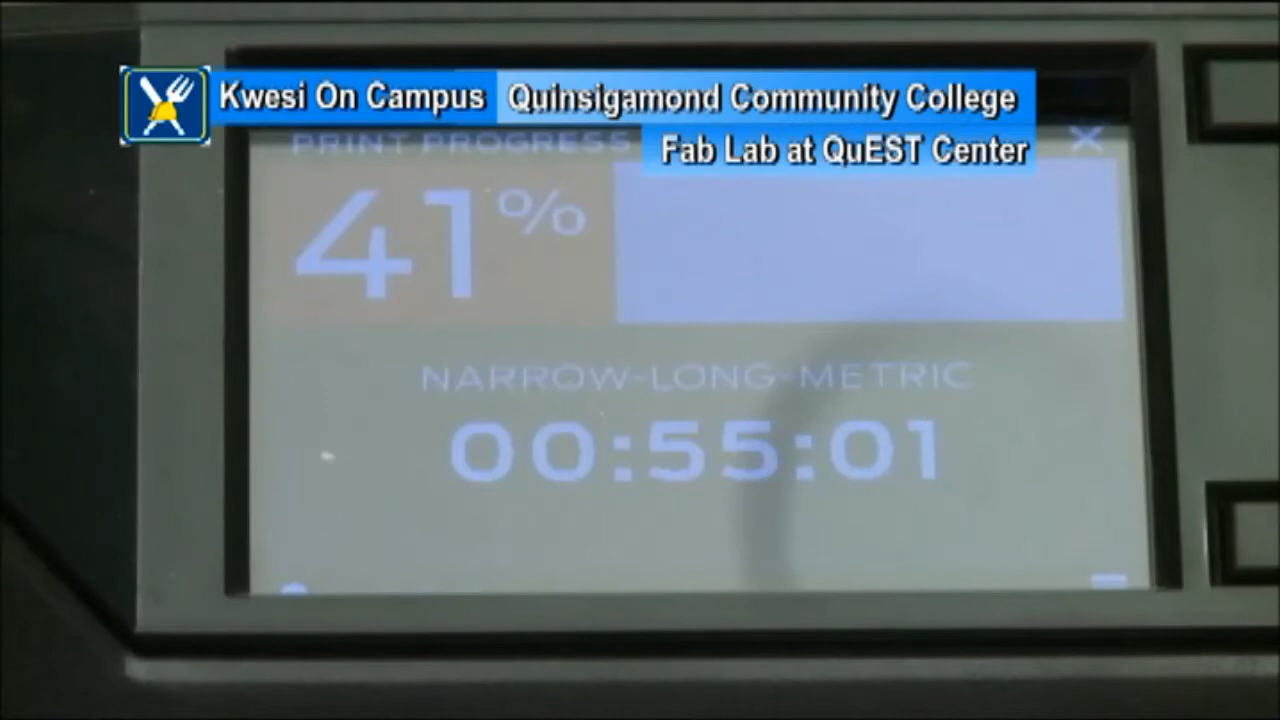 Kwesi On Campus Quinsigamond Community College
Fab Lab at QuEST Center
PRINT PROGRESS
41%
NARROW-LONG-METRIC
00:55:01